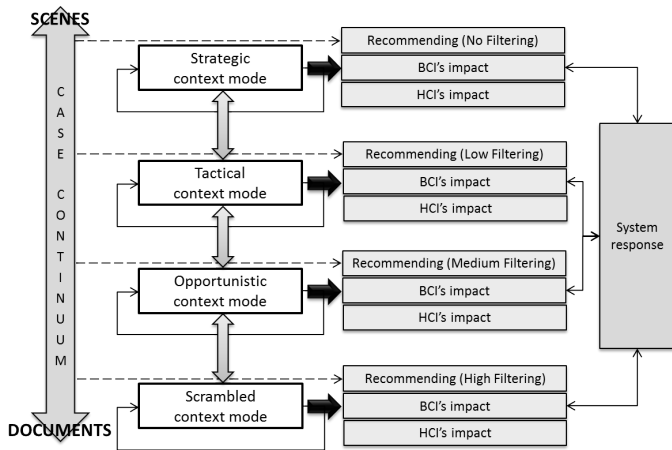 SCENES
CASE CONTINUUM
Recommending (No Filtering)
Strategic
context mode
BCI's impact
HCI's impact
Recommending (Low Filtering)
Tactical
context mode
BCI's impact
HCI's impact
System
response
Recommending (Medium Filtering)
Opportunistic
context mode
BCI's impact
HCI's impact
Recommending (High Filtering)
Scrambled
context mode
BCI's impact
HCI's impact
DOCUMENTS